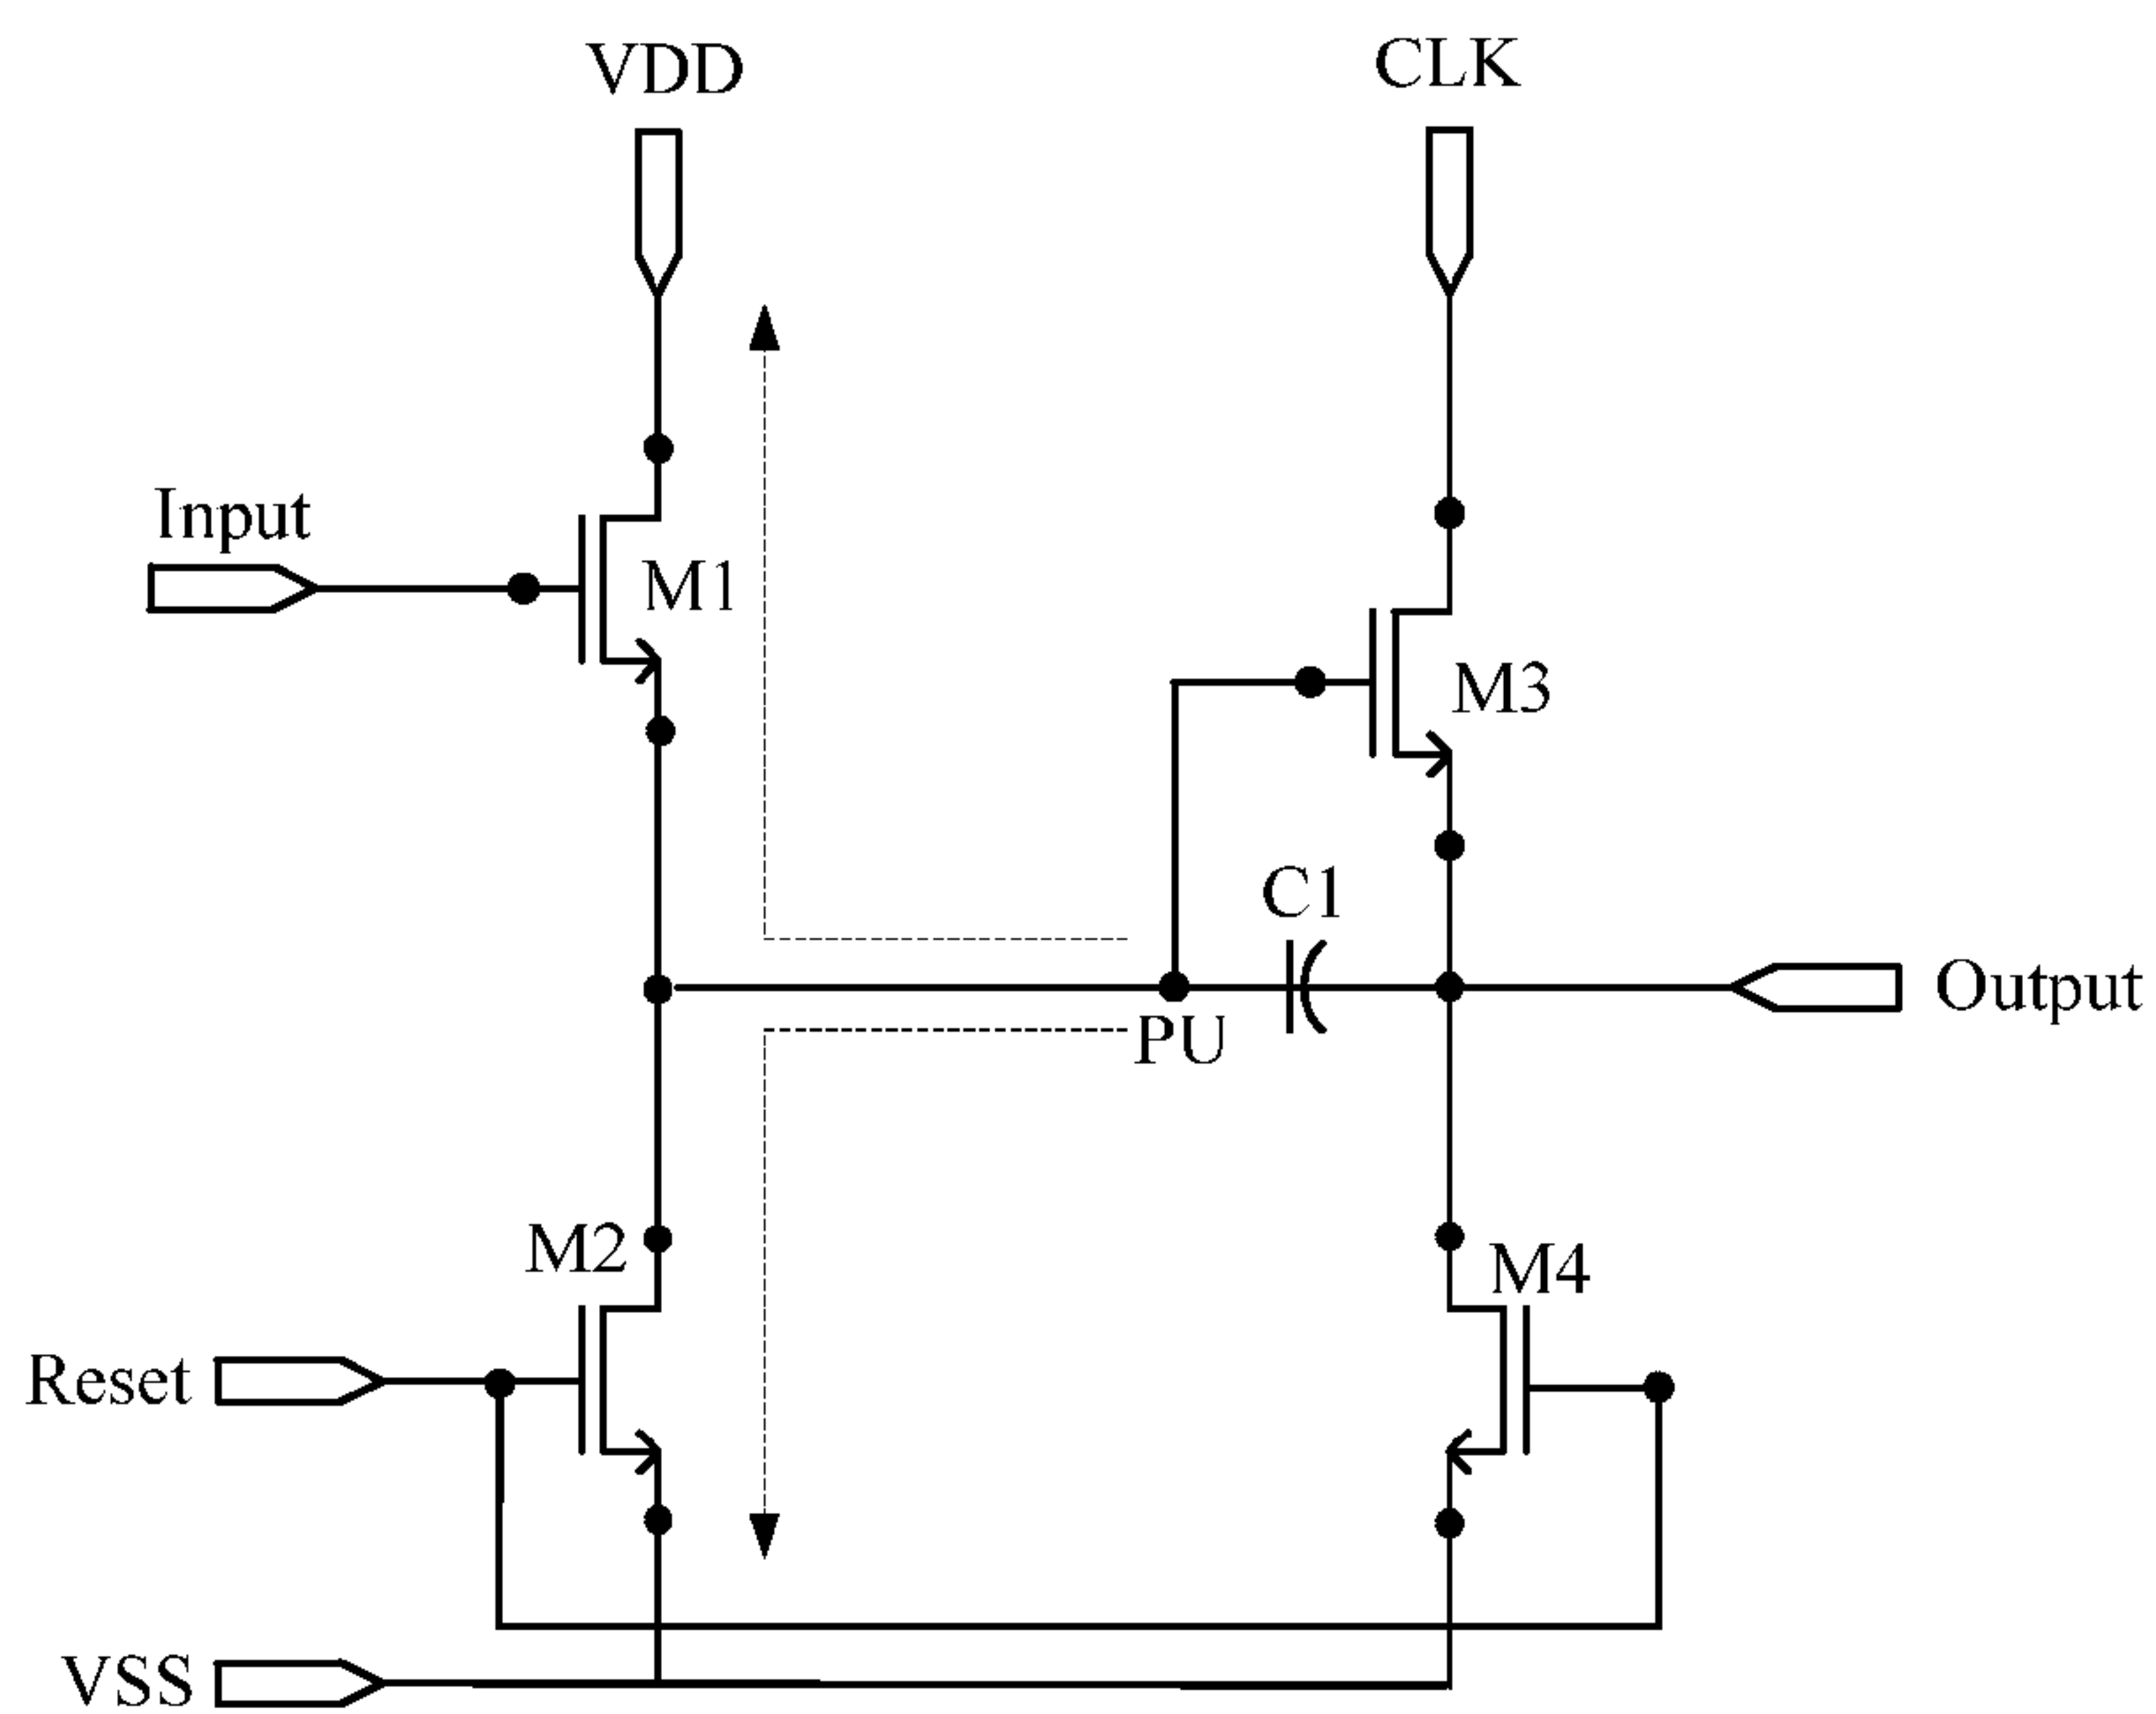 VDD
CLK
Input
M1
M3
C1
Output
PU
M2
M4
Reset
VSS